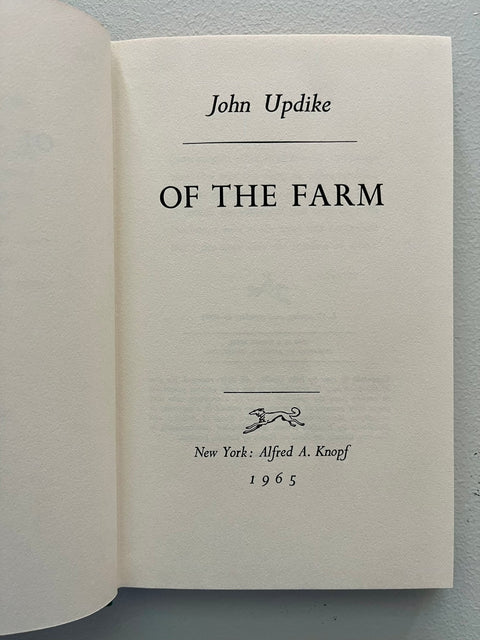 John Updike
OF THE FARM
New York: Alfred A. Knopf
1965